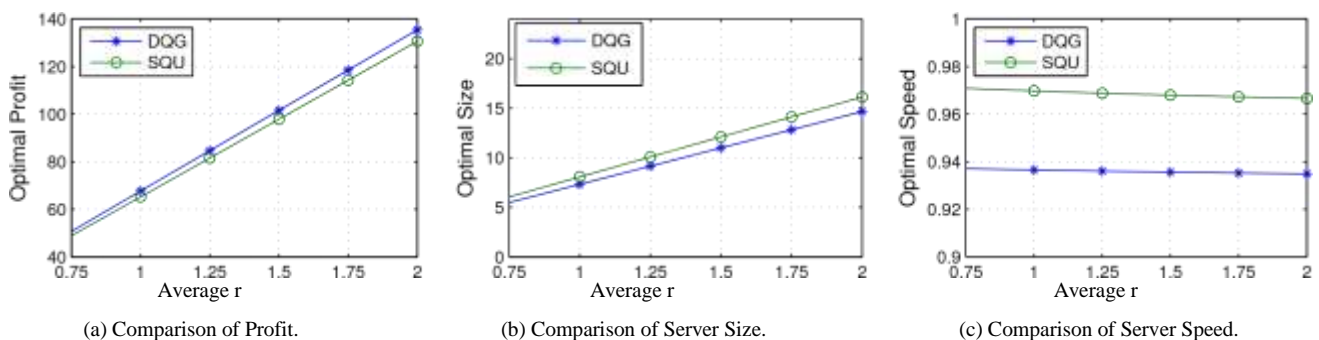 Optimal Profit
140
120
100
80
60
40
DQG
SQU
0.75 1 1.25 1.5 1.75 2
Average r
(a) Comparison of Profit.
Optimal Size
20
15
10
5
0
DQG
SQU
0.75 1 1.25 1.5 1.75 2
Average r
(b) Comparison of Server Size.
Optimal Speed
1
0.98
0.96
0.94
0.92
0.9
DQG
SQU
0.75 1 1.25 1.5 1.75 2
Average r
(c) Comparison of Server Speed.